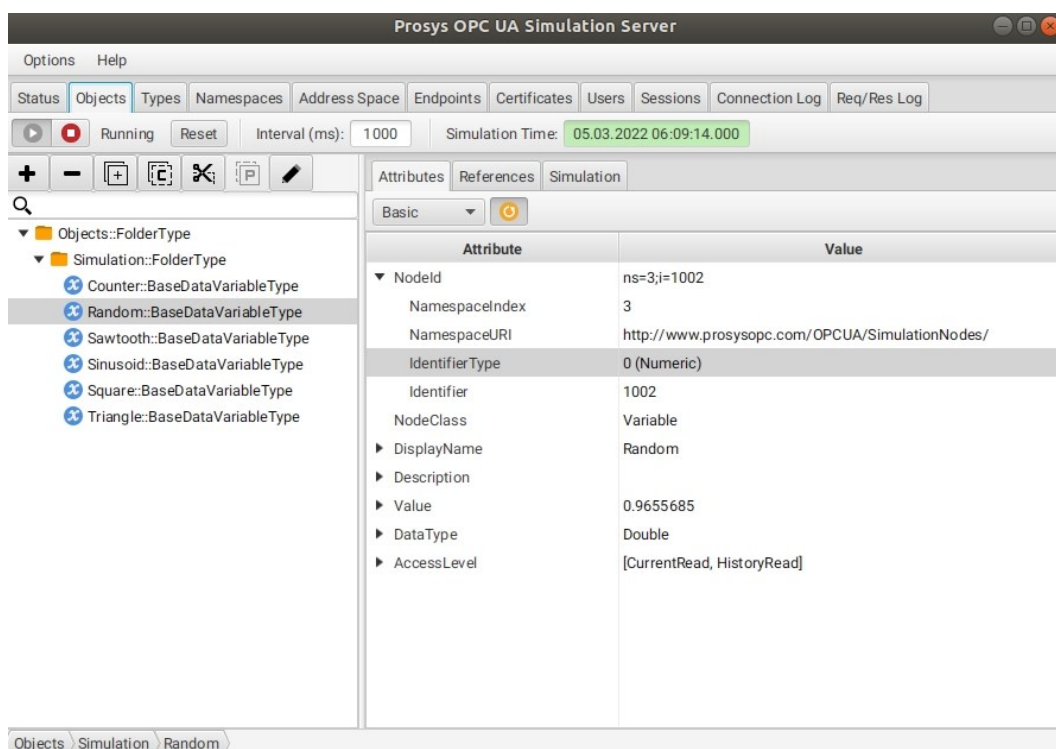 Prosys OPC UA Simulation Server
Options Help
Status Objects Types Namespaces Address Space Endpoints Certificates Users Sessions Connection Log Req/Res Log
Running Reset Interval (ms): 1000 Simulation Time: 05.03.2022 06:09:14.000
Attributes References Simulation
Basic
Objects::FolderType
Simulation::FolderType
Counter::BaseDataVariableType
Random::BaseDataVariableType
Sawtooth::BaseDataVariableType
Sinusoid::BaseDataVariableType
Square::BaseDataVariableType
Triangle::BaseDataVariableType
Attribute Value
NodeId ns=3;i=1002
NamespaceIndex 3
NamespaceURI http://www.prosysopc.com/OPCUA/SimulationNodes/
IdentifierType 0 (Numeric)
Identifier 1002
NodeClass Variable
DisplayName Random
Description
Value 0.9655685
DataType Double
AccessLevel [CurrentRead, HistoryRead]
Objects Simulation Random